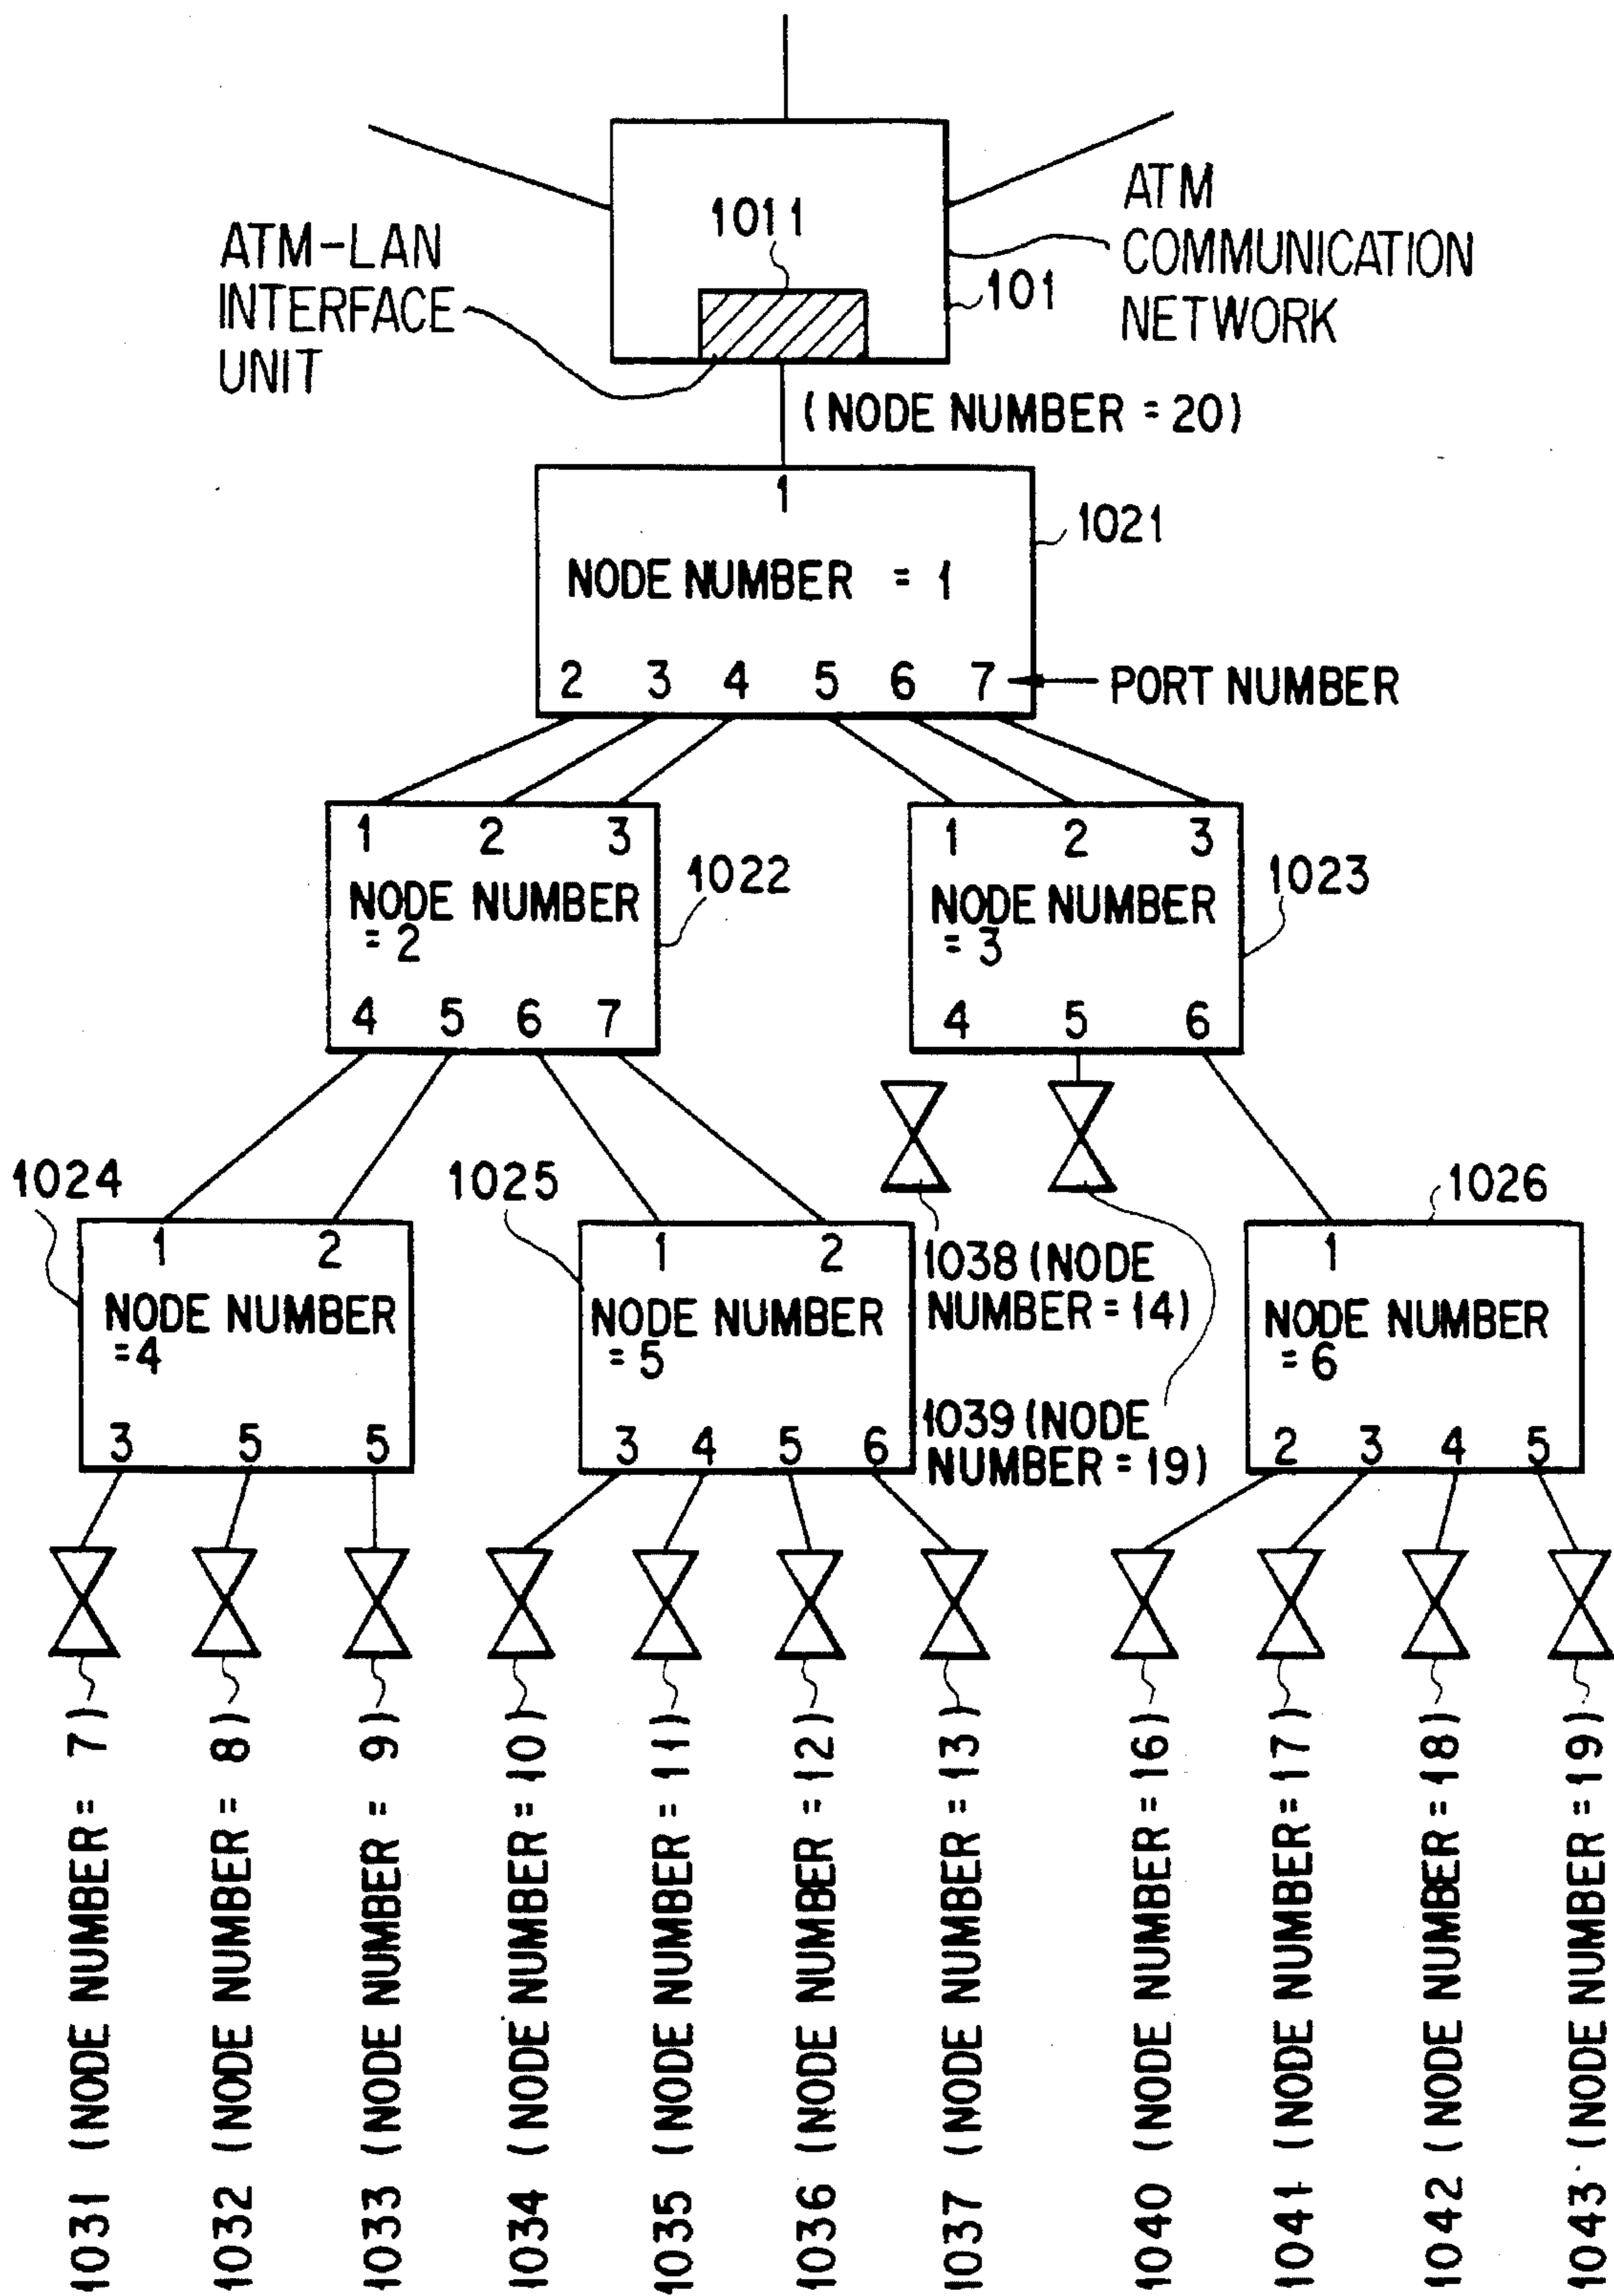 ATM
COMMUNICATION
NETWORK
101
1011
ATM-LAN
INTERFACE
UNIT
(NODE NUMBER = 20)
1
NODE NUMBER = 1
2 3 4 5 6 7
PORT NUMBER
1021
1 2 3
NODE NUMBER
= 2
4 5 6 7
1022
1 2 3
NODE NUMBER
= 3
4 5 6
1023
1024
1 2
NODE NUMBER
=4
3 5 5
1025
1 2
NODE NUMBER
= 5
3 4 5 6
1038 (NODE
NUMBER = 14)
1039 (NODE
NUMBER = 19)
1026
1
NODE NUMBER
= 6
2 3 4 5
1031 (NODE NUMBER = 7)
1032 (NODE NUMBER = 8)
1033 (NODE NUMBER = 9)
1034 (NODE NUMBER = 10)
1035 (NODE NUMBER = 11)
1036 (NODE NUMBER = 12)
1037 (NODE NUMBER = 13)
1040 (NODE NUMBER = 16)
1041 (NODE NUMBER = 17)
1042 (NODE NUMBER = 18)
1043 (NODE NUMBER = 19)